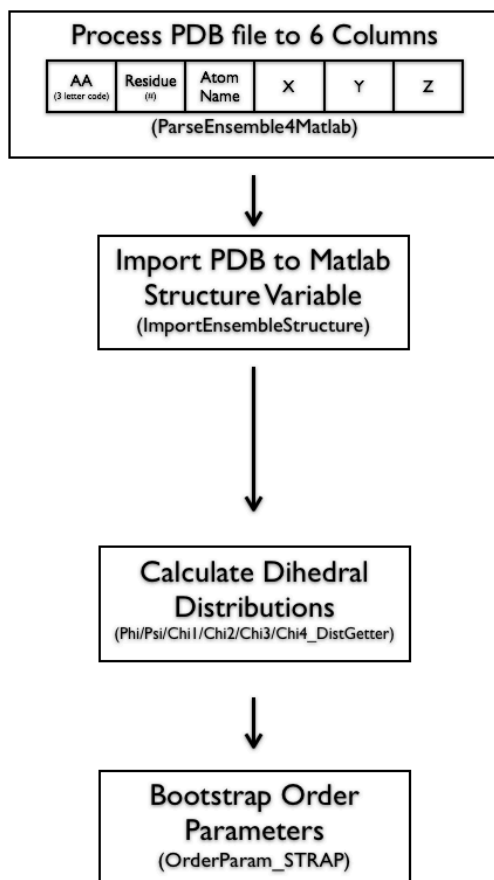 Process PDB file to 6 Columns
AA Residue Atom X Y Z
(3 letter code) (#) Name
(ParseEnsemble4Matlab)
Import PDB to Matlab
Structure Variable
(ImportEnsembleStructure)
Calculate Dihedral
Distributions
(Phi/Psi/Chi1/Chi2/Chi3/Chi4_DistGetter)
Bootstrap Order
Parameters
(OrderParam_STRAP)